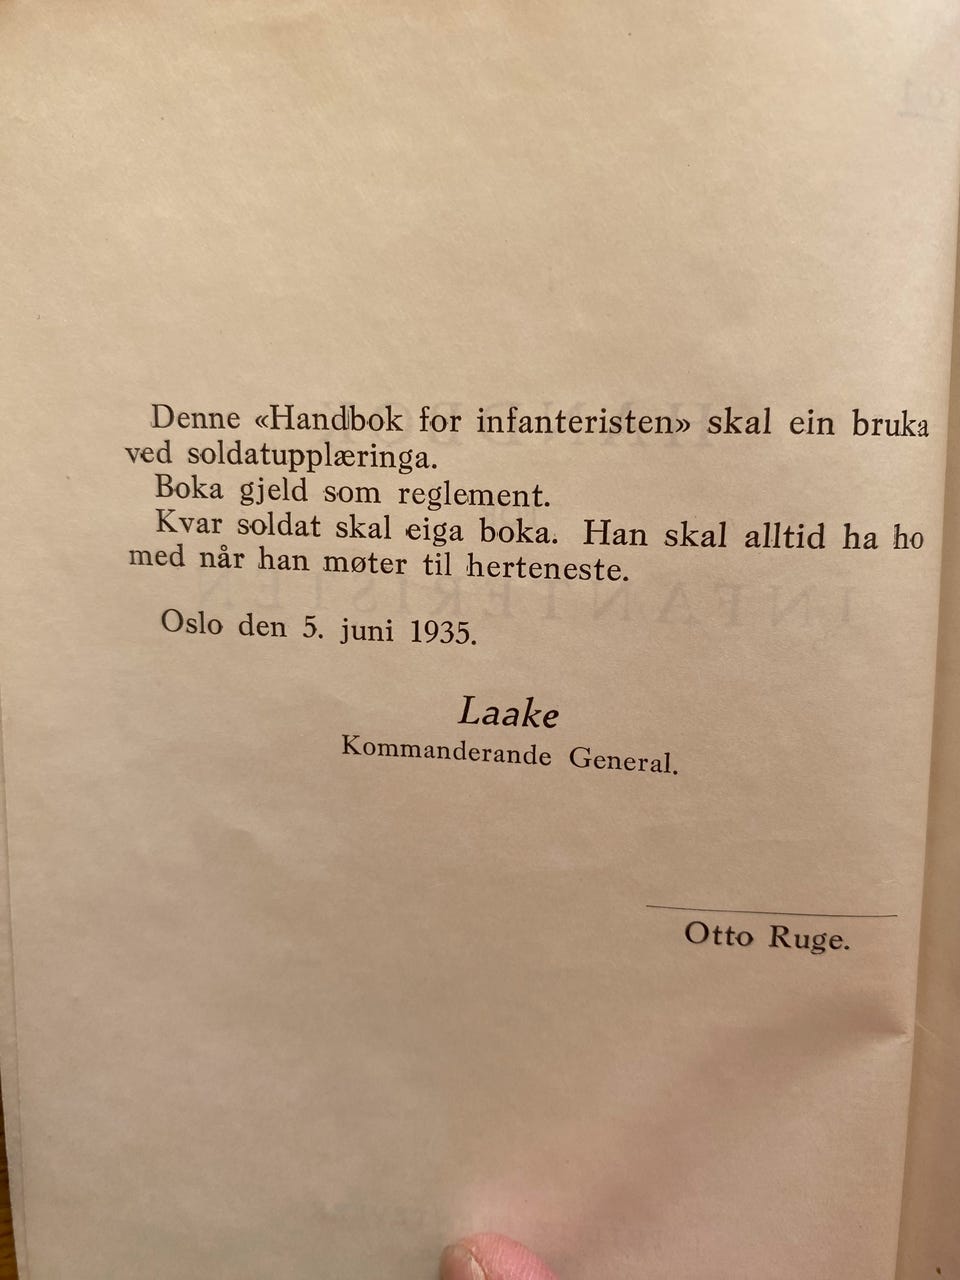 Denne «Handbok for infanteristen» skal ein bruka
ved soldatupplæringa.
Boka gjeld som reglement.
Kvar soldat skal eiga boka. Han skal alltid ha ho
med når han møter til herteneste.
Oslo den 5. juni 1935.
Laake
Kommanderande General.
Otto Ruge.